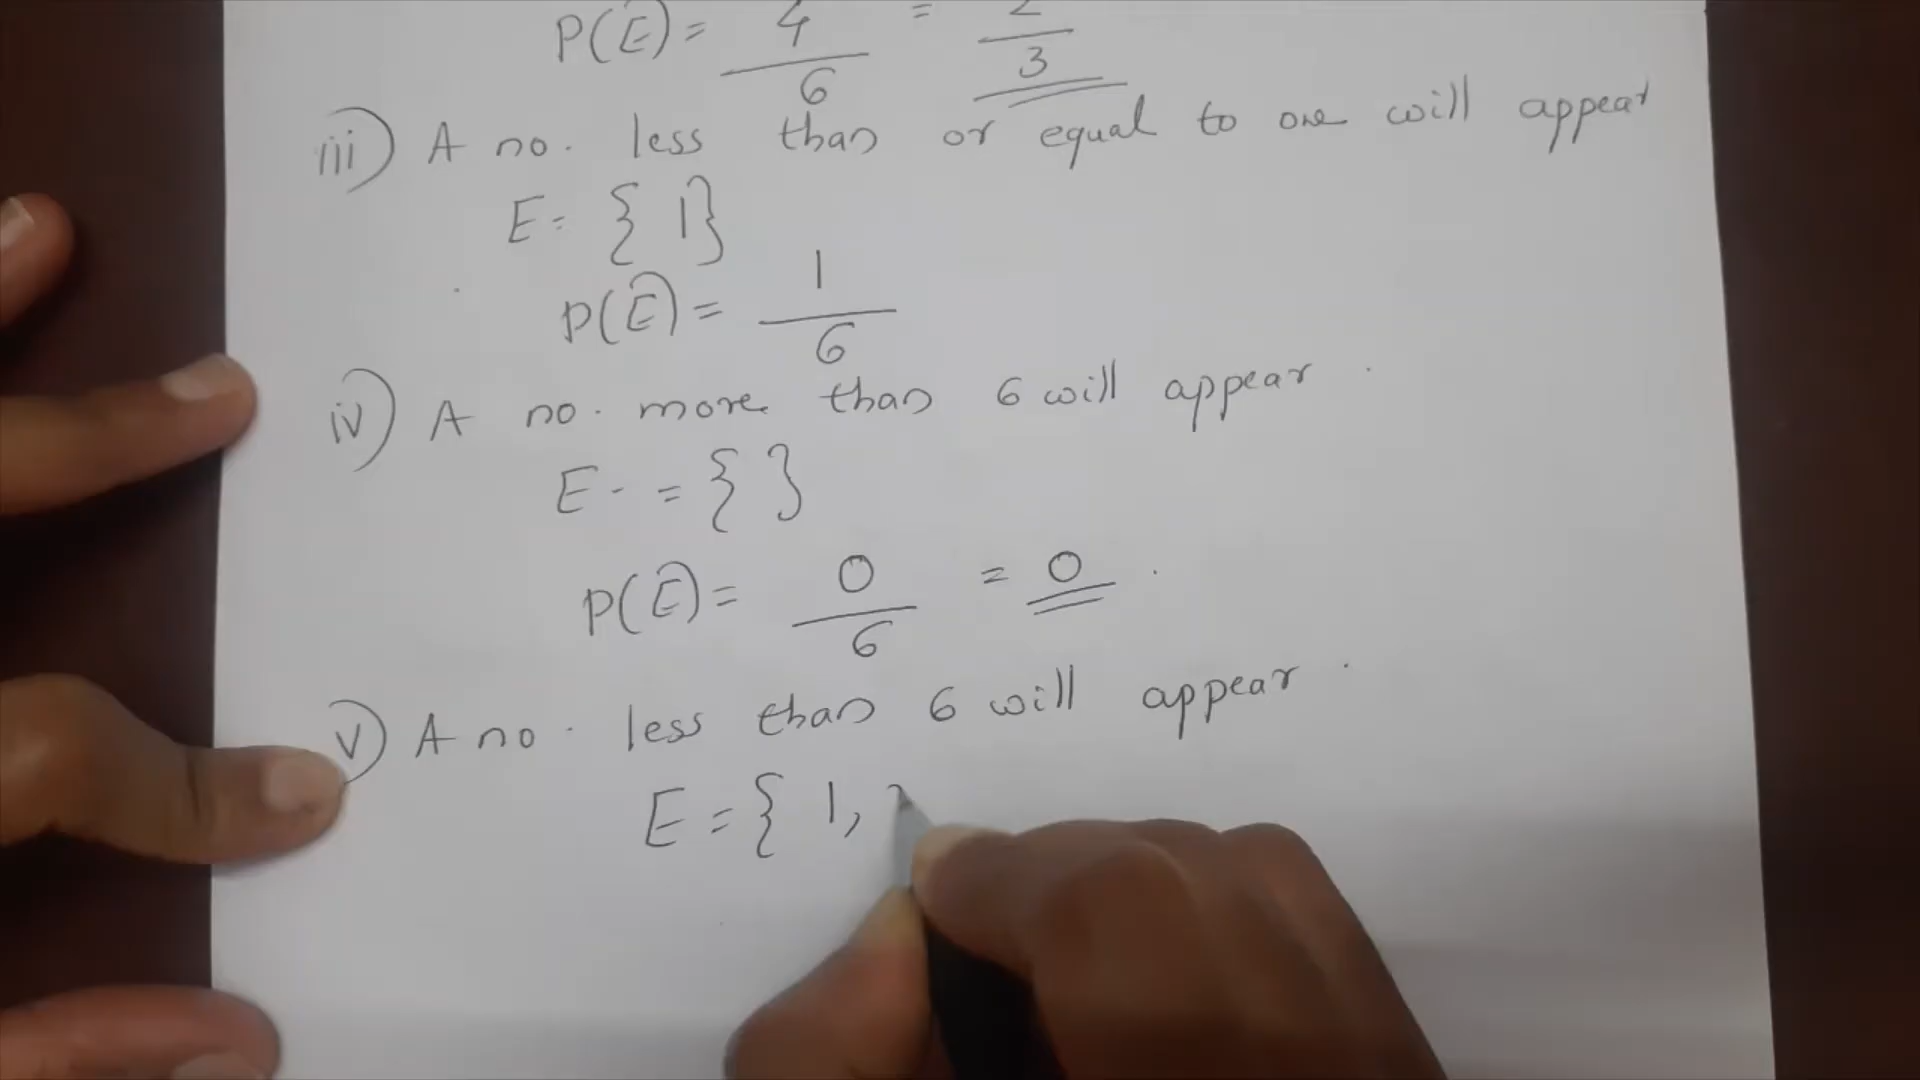 P(E) = 4/6 = 2/3
iii) A no. less than or equal to one will appear
E = { 1}
P(E) = 1/6
iv) A no. more than 6 will appear.
E - = { }
P(E) = 0/6 = 0.
v) A no. less than 6 will appear.
E = { 1,